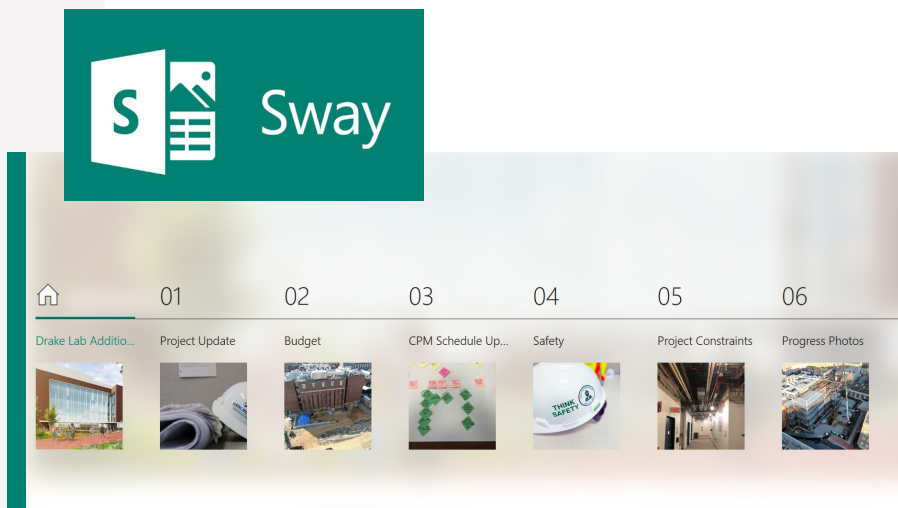 S
Sway
01
02
03
04
05
06
Drake Lab Additio...
Project Update
Budget
CPM Schedule Up...
Safety
Project Constraints
Progress Photos
THINK
SAFETY